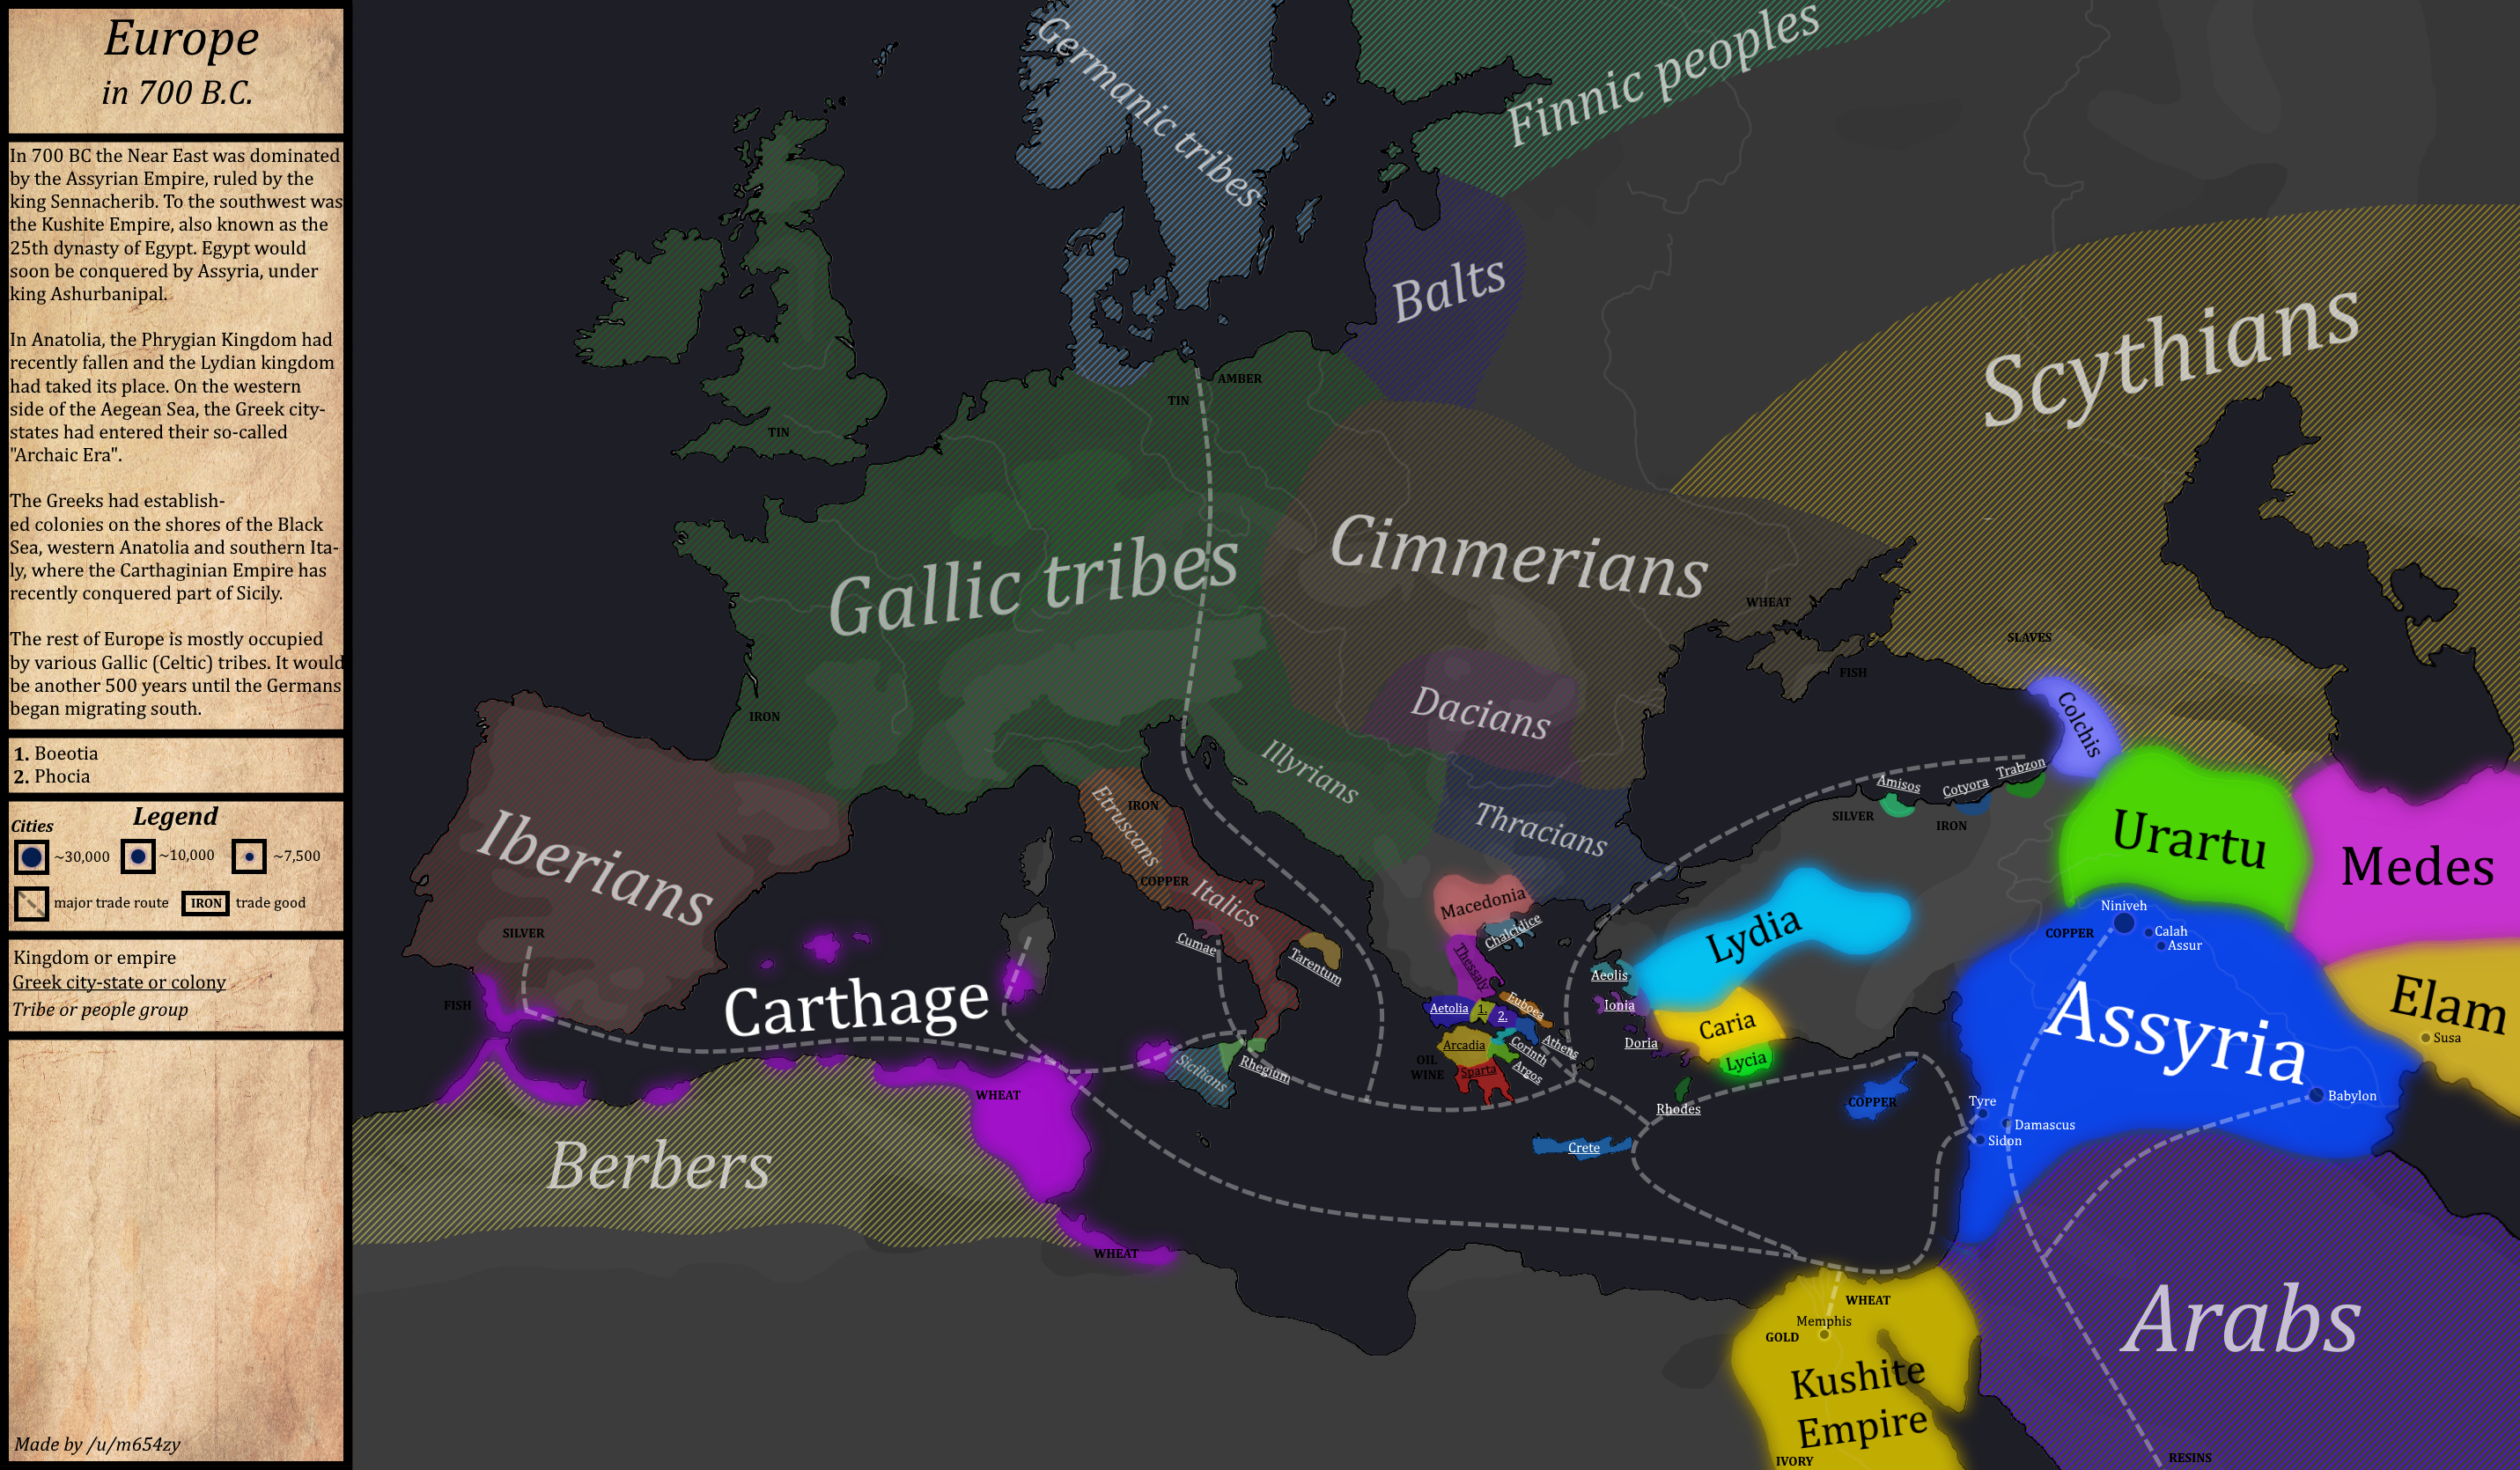 Europe
in 700 B.C.
In 700 BC the Near East was dominated
by the Assyrian Empire, ruled by the
king Sennacherib. To the southwest was
the Kushite Empire, also known as the
25th dynasty of Egypt. Egypt would
soon be conquered by Assyria, under
king Ashurbanipal.
In Anatolia, the Phrygian Kingdom had
recently fallen and the Lydian kingdom
had taken its place. On the western
side of the Aegean Sea, the Greek city-
states had entered their so-called
"Archaic Era".
The Greeks had establish-
ed colonies on the shores of the Black
Sea, western Anatolia and southern Ita-
ly, where the Carthaginian Empire has
recently conquered part of Sicily.
The rest of Europe is mostly occupied
by various Gallic (Celtic) tribes. It would
be another 500 years until the Germans
began migrating south.
1. Boeotia
2. Phocia
Legend
Cities
~30,000
~10,000
~7,500
major trade route
IRON
trade good
Kingdom or empire
Greek city-state or colony
Tribe or people group
Made by /u/m654zy
Germanic tribes
Finnic peoples
Balts
Scythians
AMBER
TIN
TIN
Gallic tribes
Cimmerians
WHEAT
SLAVES
FISH
IRON
Dacians
Colchis
Illyrians
Trabzon
Cotyora
Amisos
SILVER
IRON
Etruscans
IRON
Thracians
Urartu
Medes
Iberians
COPPER
Italics
Macedonia
Chalcidice
Lydia
Niniveh
COPPER
Calah
Assur
SILVER
Cumae
Tarentum
Thessaly
Aeolis
FISH
Carthage
Aetolia
1.
2.
Euboea
Ionia
Caria
Assyria
Elam
Susa
Arcadia
Corinth
Athens
Doria
Lycia
OIL
WINE
Sparta
Argos
Sicilians
Rhegium
WHEAT
Rhodes
COPPER
Tyre
Damascus
Sidon
Babylon
Crete
Berbers
WHEAT
WHEAT
Memphis
GOLD
Kushite
Empire
IVORY
Arabs
RESINS